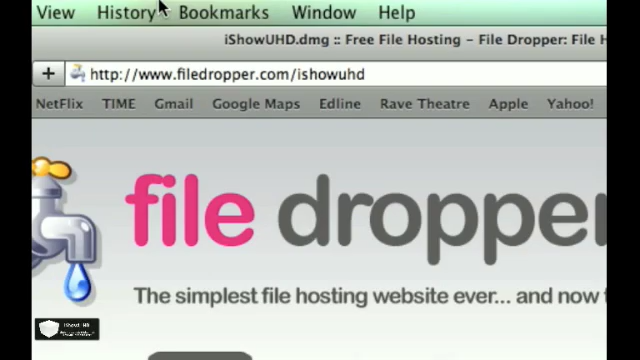 View History Bookmarks Window Help
iShowUHD.dmg :: Free File Hosting – File Dropper: File H
+ http://www.filedropper.com/ishowuhd
NetFlix TIME Gmail Google Maps Edline Rave Theatre Apple Yahoo!
file dropper
The simplest file hosting website ever... and now t